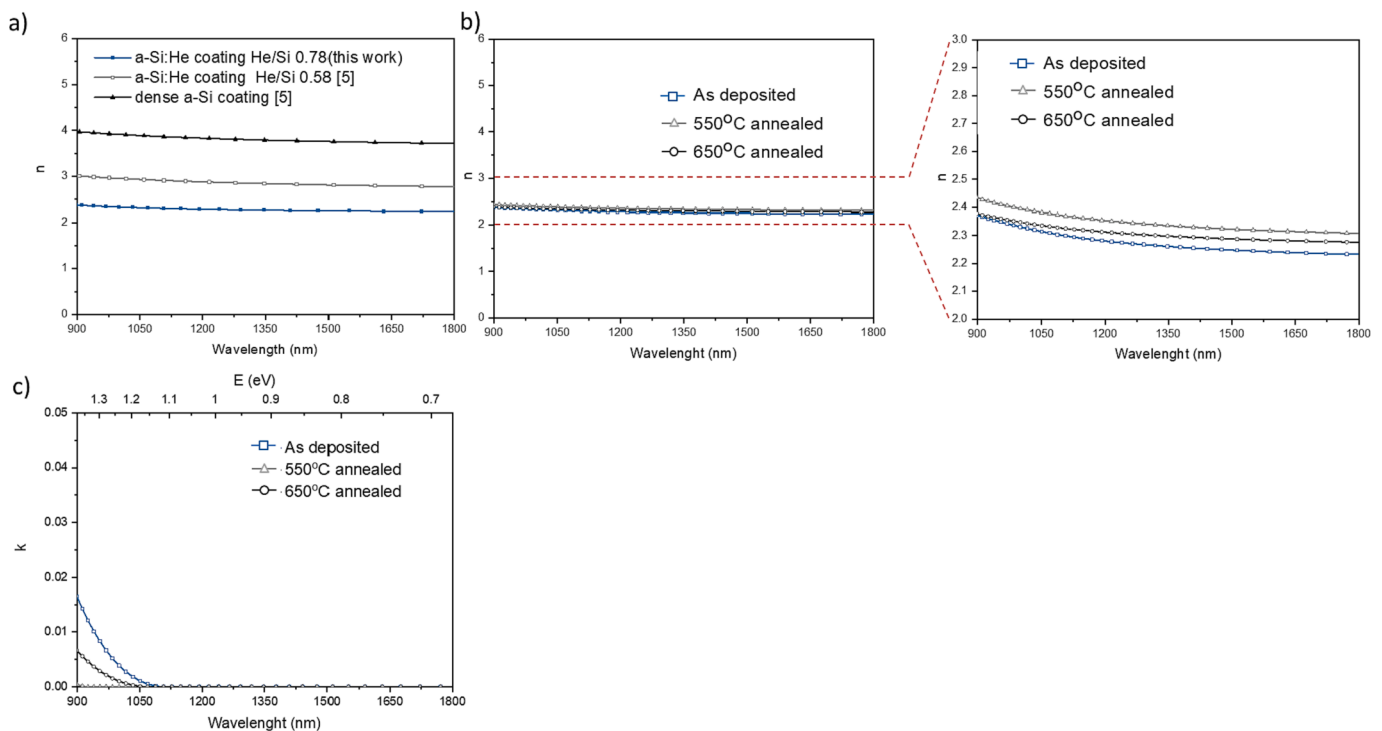 a)
6
5
4
3
2
1
0
n
a-Si:He coating He/Si 0.78(this work)
a-Si:He coating  He/Si 0.58 [5]
dense a-Si coating [5]
900 1050 1200 1350 1500 1650 1800
Wavelength (nm)
b)
6
5
4
3
2
1
0
n
As deposited
550°C annealed
650°C annealed
900 1050 1200 1350 1500 1650 1800
Wavelenght (nm)
3.0
2.9
2.8
2.7
2.6
2.5
2.4
2.3
2.2
2.1
2.0
n
As deposited
550°C annealed
650°C annealed
900 1050 1200 1350 1500 1650 1800
Wavelenght (nm)
c)
E (eV)
1.3 1.2 1.1 1 0.9 0.8 0.7
0.05
0.04
0.03
0.02
0.01
0.00
k
As deposited
550°C annealed
650°C annealed
900 1050 1200 1350 1500 1650 1800
Wavelenght (nm)